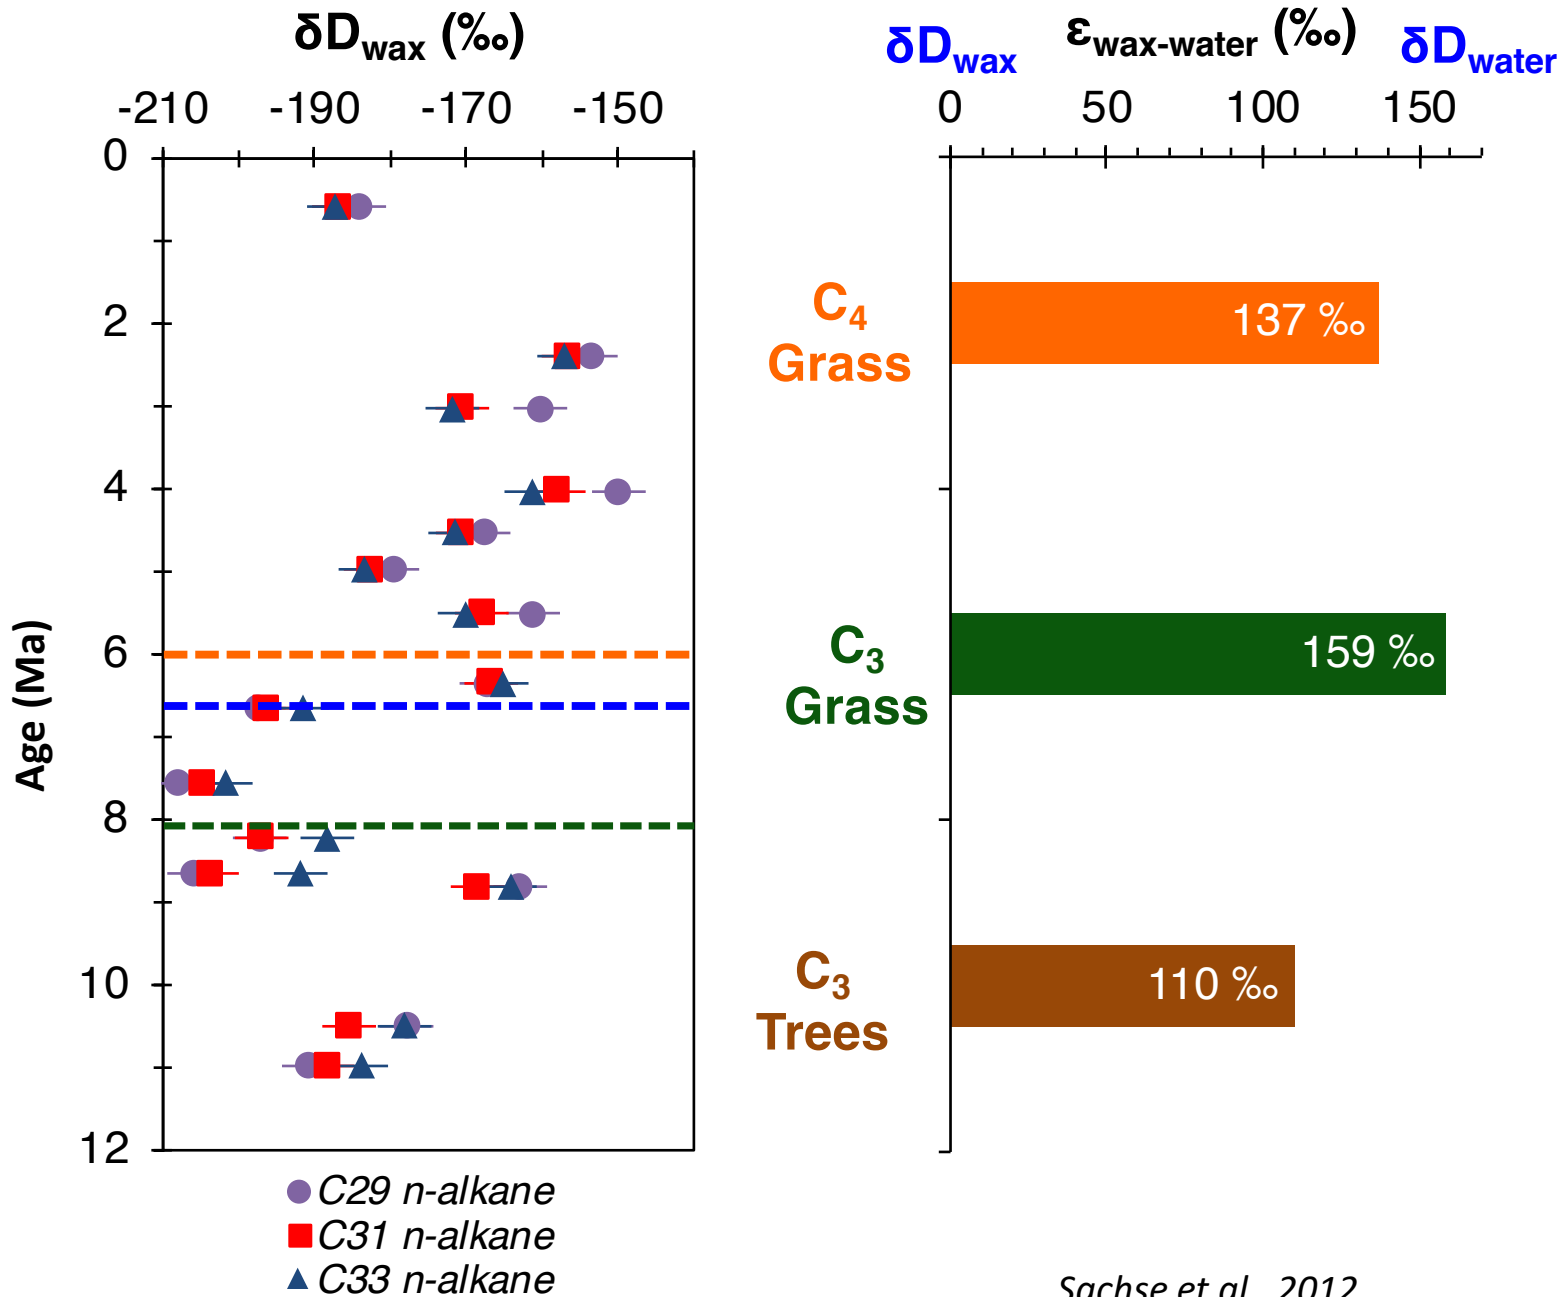 δDwax (‰)
-210 -190 -170 -150
0
2
4
6
8
10
12
Age (Ma)
C29 n-alkane
C31 n-alkane
C33 n-alkane
δDwax εwax-water (‰) δDwater
0 50 100 150
C4
Grass
137 ‰
C3
Grass
159 ‰
C3
Trees
110 ‰
Sachse et al., 2012